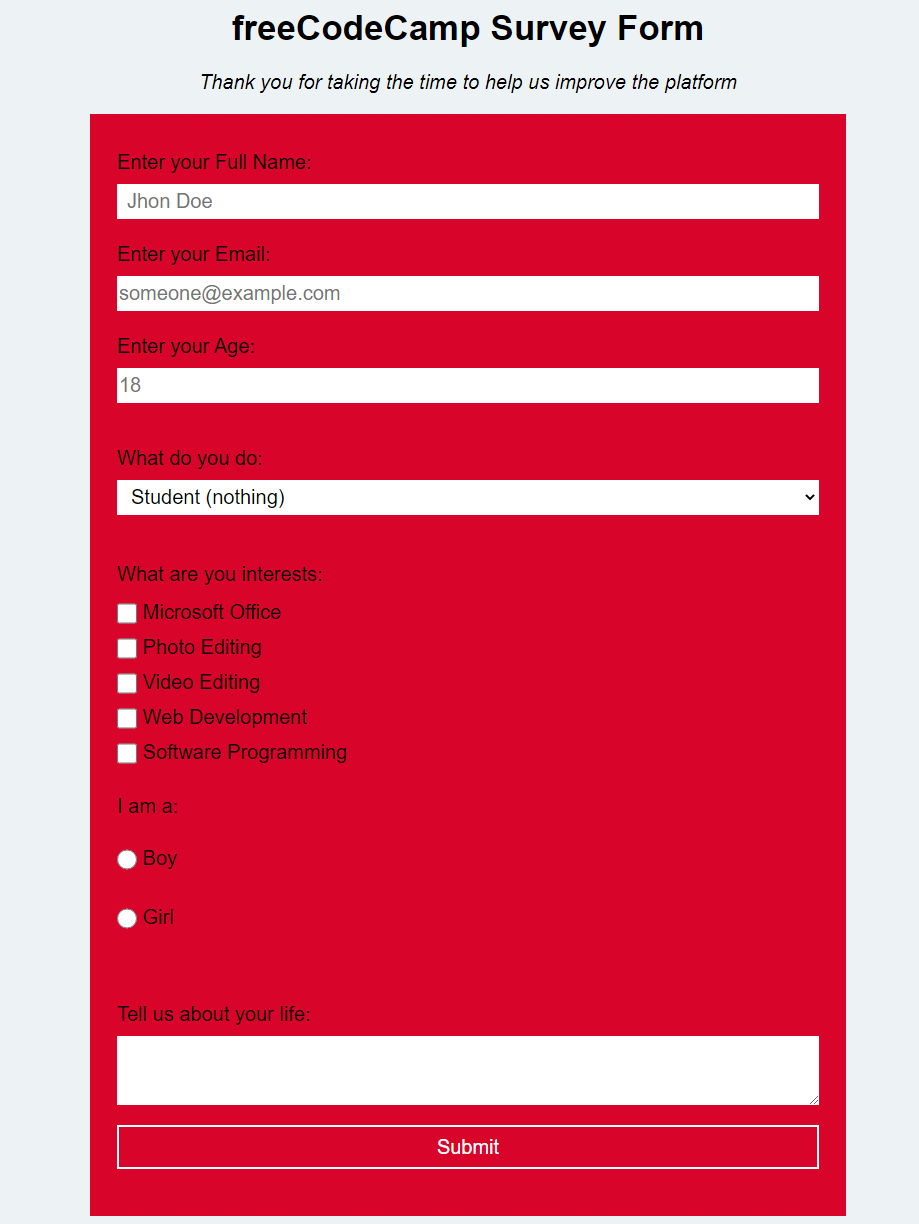 freeCodeCamp Survey Form
Thank you for taking the time to help us improve the platform
Enter your Full Name:
Jhon Doe
Enter your Email:
someone@example.com
Enter your Age:
18
What do you do:
Student (nothing)
What are you interests:
Microsoft Office
Photo Editing
Video Editing
Web Development
Software Programming
I am a:
Boy
Girl
Tell us about your life:
Submit